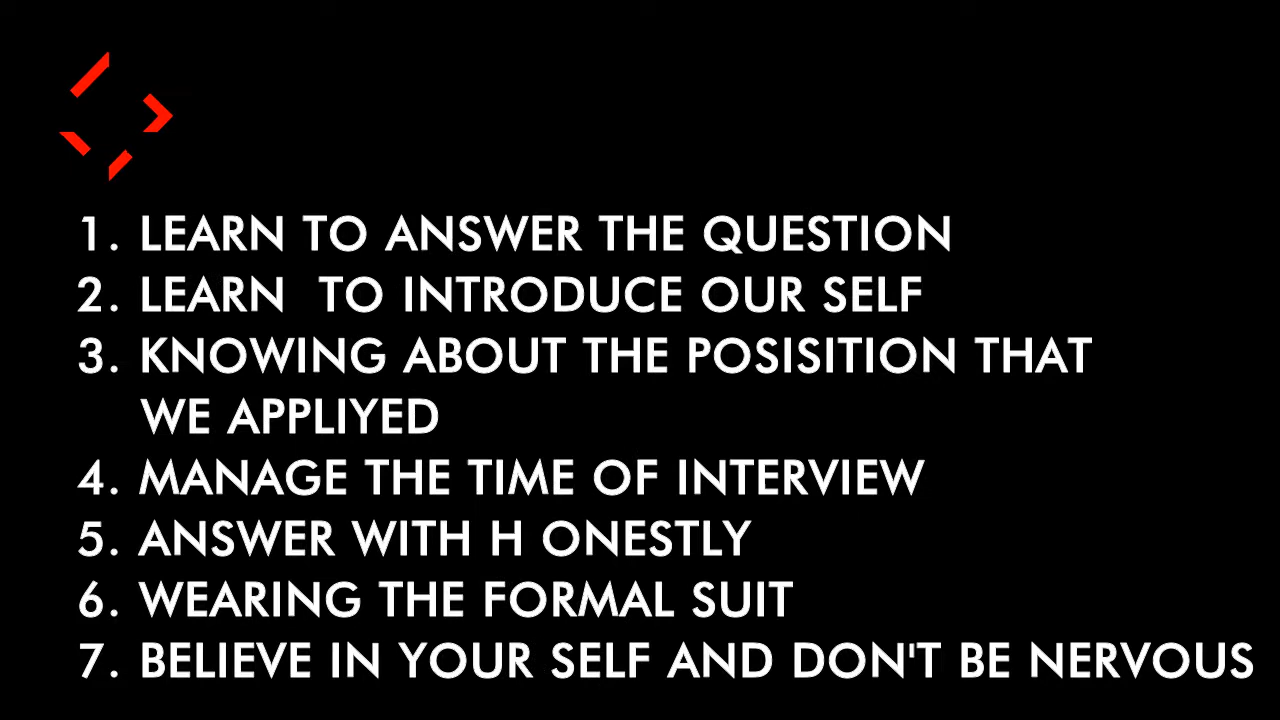 1. LEARN TO ANSWER THE QUESTION
2. LEARN  TO INTRODUCE OUR SELF
3. KNOWING ABOUT THE POSISITION THAT
WE APPLIYED
4. MANAGE THE TIME OF INTERVIEW
5. ANSWER WITH H ONESTLY
6. WEARING THE FORMAL SUIT
7. BELIEVE IN YOUR SELF AND DON'T BE NERVOUS